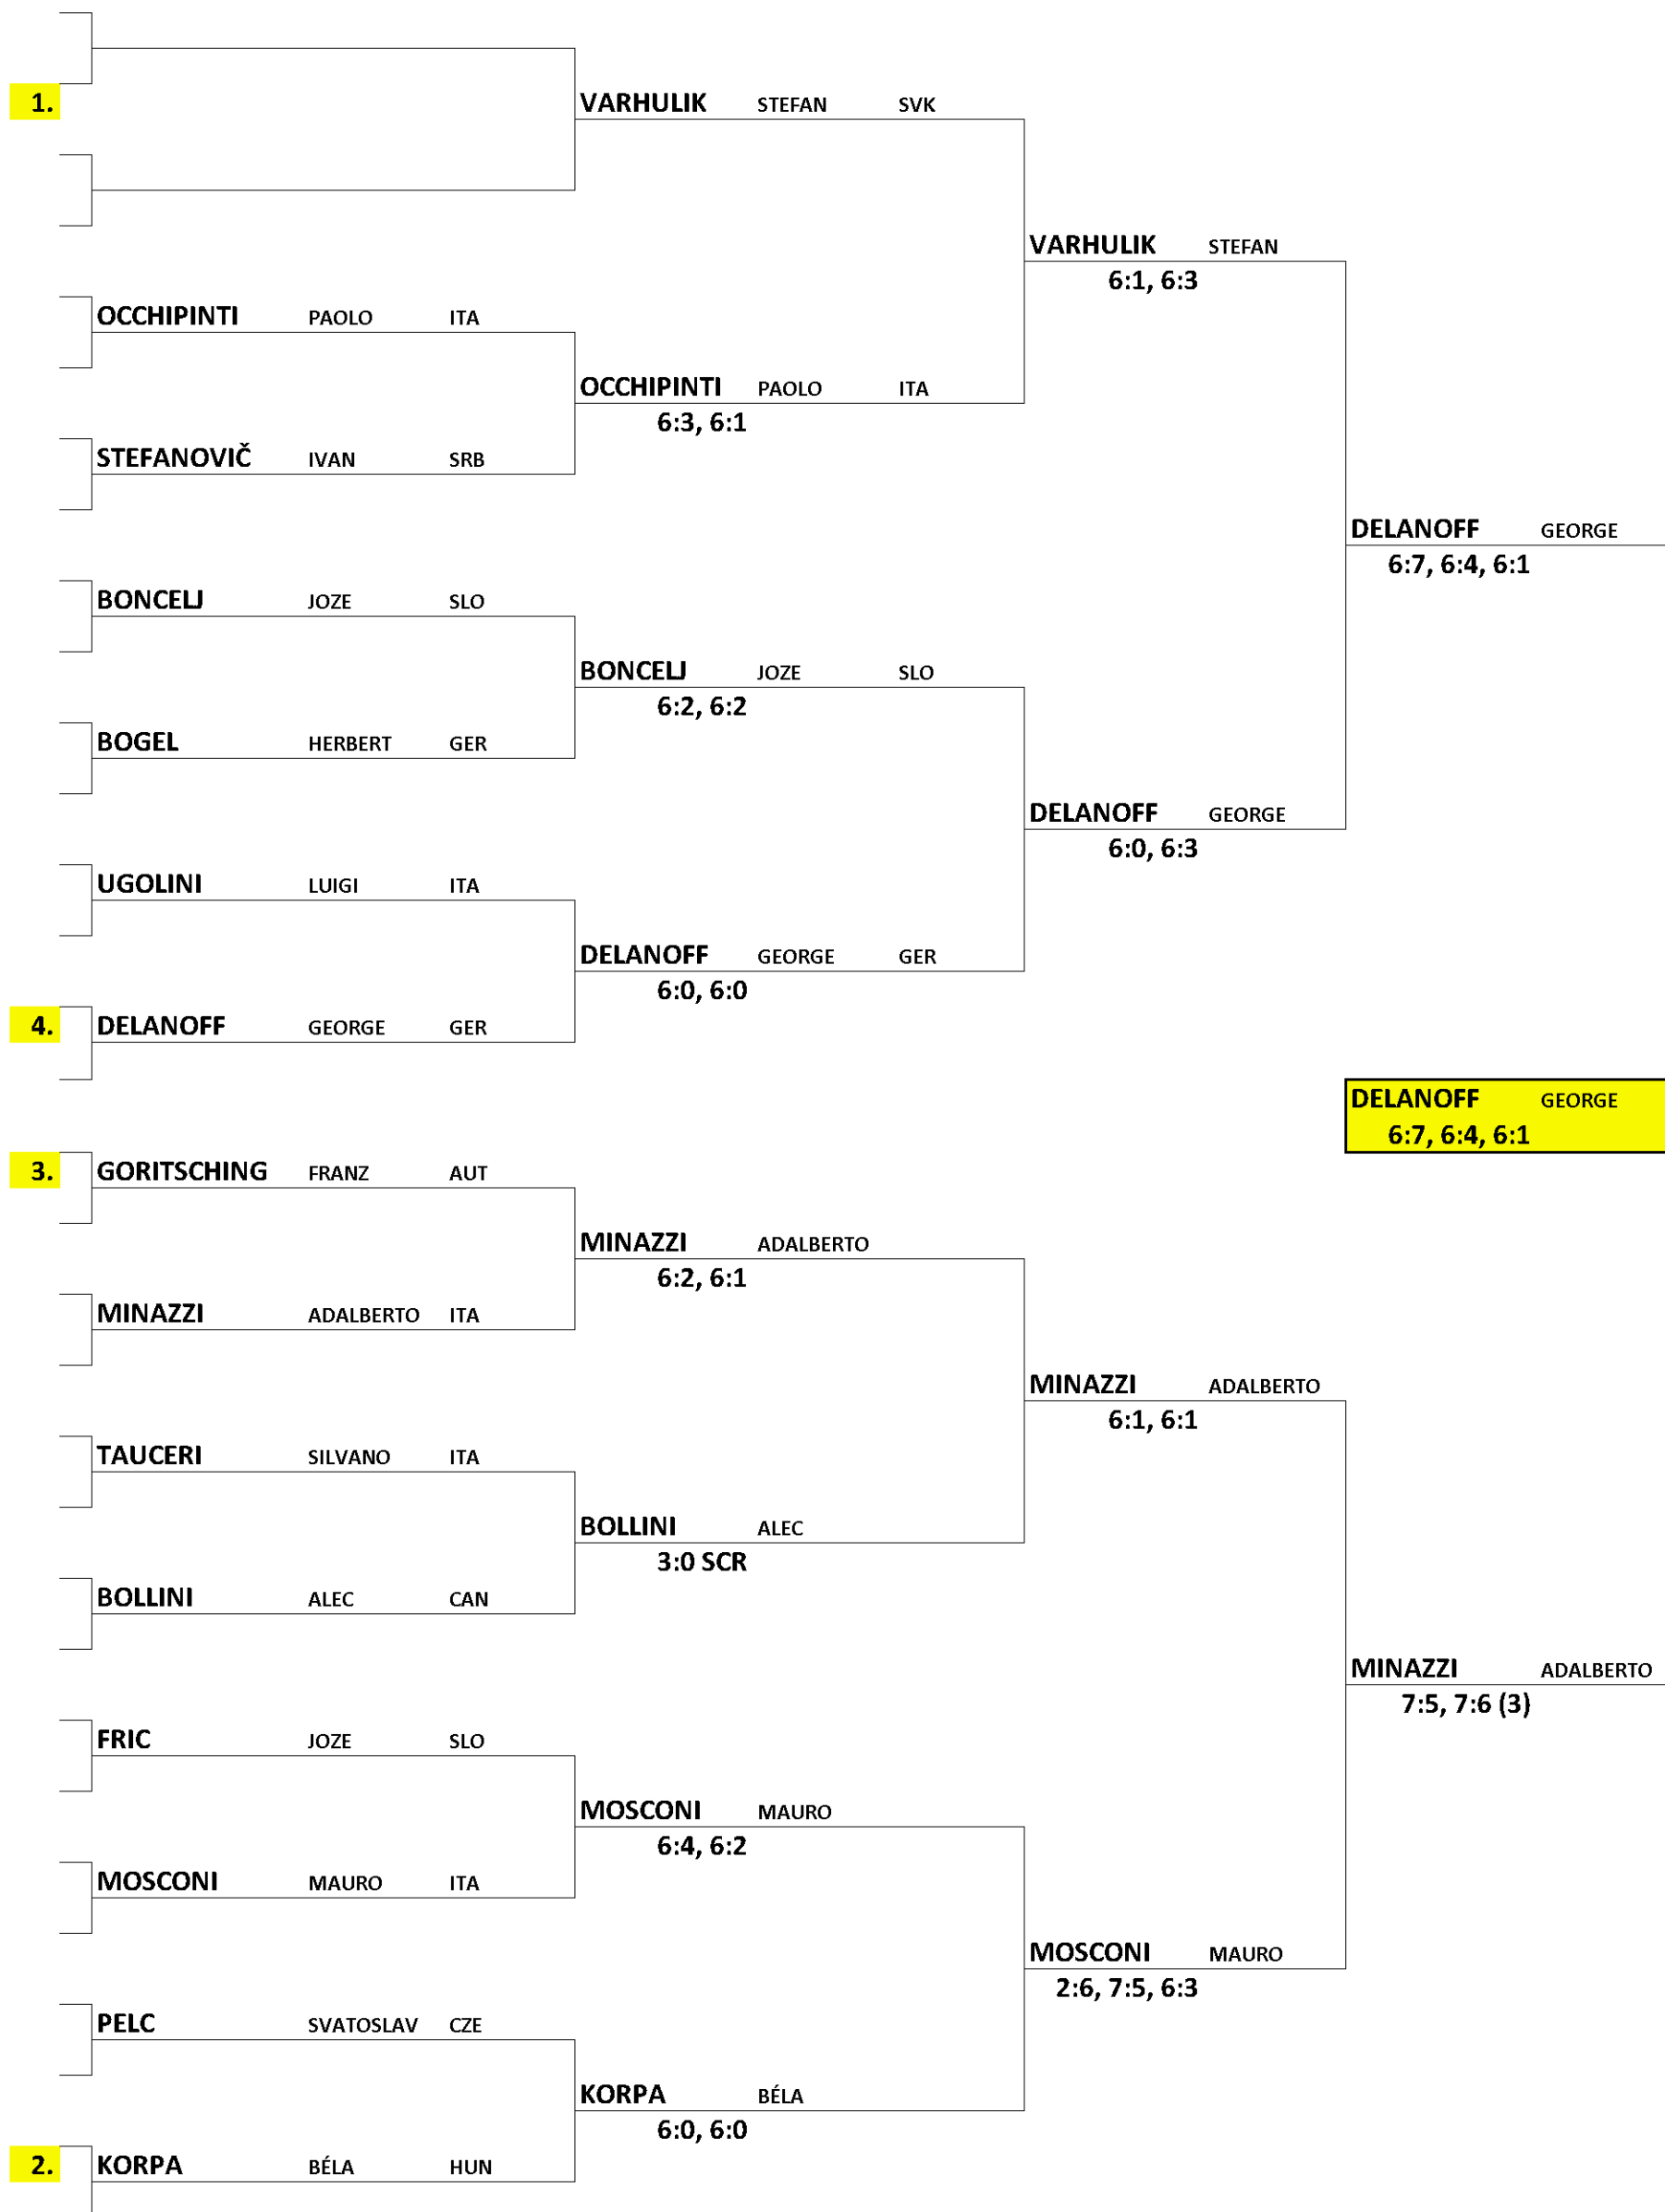 1.
VARHULIK STEFAN SVK
VARHULIK STEFAN
6:1, 6:3
OCCHIPINTI PAOLO ITA
OCCHIPINTI PAOLO ITA
6:3, 6:1
STEFANOVIČ IVAN SRB
DELANOFF GEORGE
6:7, 6:4, 6:1
BONCELJ JOZE SLO
BONCELJ JOZE SLO
6:2, 6:2
BOGEL HERBERT GER
DELANOFF GEORGE
6:0, 6:3
UGOLINI LUIGI ITA
DELANOFF GEORGE GER
6:0, 6:0
4. DELANOFF GEORGE GER
DELANOFF GEORGE
6:7, 6:4, 6:1
3. GORITSCHING FRANZ AUT
MINAZZI ADALBERTO
6:2, 6:1
MINAZZI ADALBERTO ITA
MINAZZI ADALBERTO
6:1, 6:1
TAUCERI SILVANO ITA
BOLLINI ALEC
3:0 SCR
BOLLINI ALEC CAN
MINAZZI ADALBERTO
7:5, 7:6 (3)
FRIC JOZE SLO
MOSCONI MAURO
6:4, 6:2
MOSCONI MAURO ITA
MOSCONI MAURO
2:6, 7:5, 6:3
PELC SVATOSLAV CZE
KORPA BÉLA
6:0, 6:0
2. KORPA BÉLA HUN